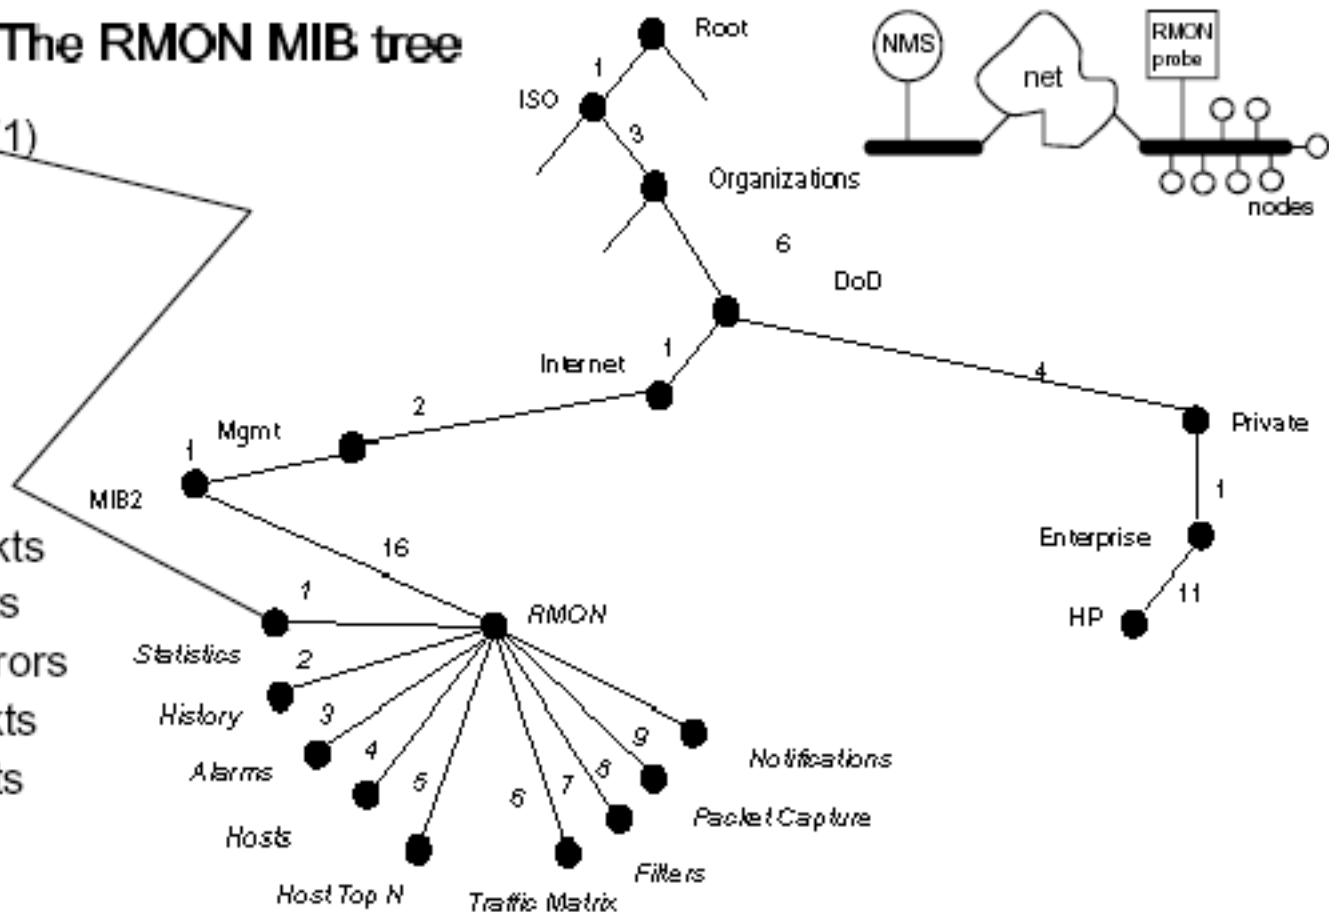 The RMON MIB tree
Root
NMS
net
RMON
probe
nodes
1)
1
ISO
3
Organizations
6
DoD
Internet
1
4
2
Mgmt
Private
1
MIB2
1
Enterprise
16
11
HP
1
RMON
Statistics
2
History
3
Alarms
4
Hosts
5
Host Top N
6
Traffic Matrix
7
Filters
8
Packet Capture
9
Notifications
kts
s
rors
kts
ts